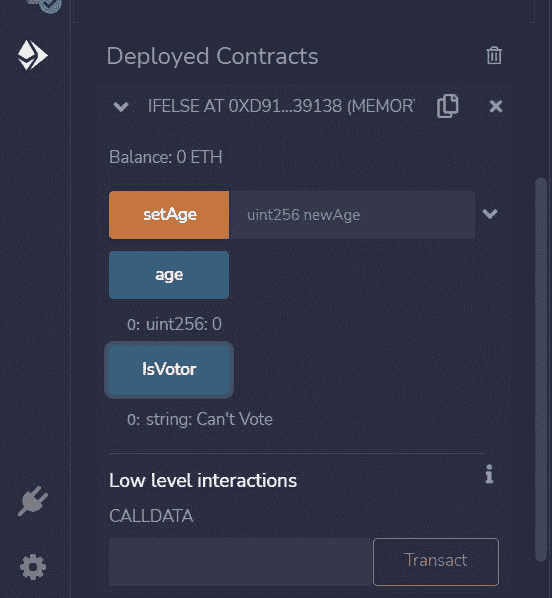 Deployed Contracts
IFELSE AT 0XD91...39138 (MEMOR
Balance: 0 ETH
setAge uint256 newAge
age
0: uint256: 0
IsVotor
0: string: Can't Vote
Low level interactions
CALLDATA
Transact